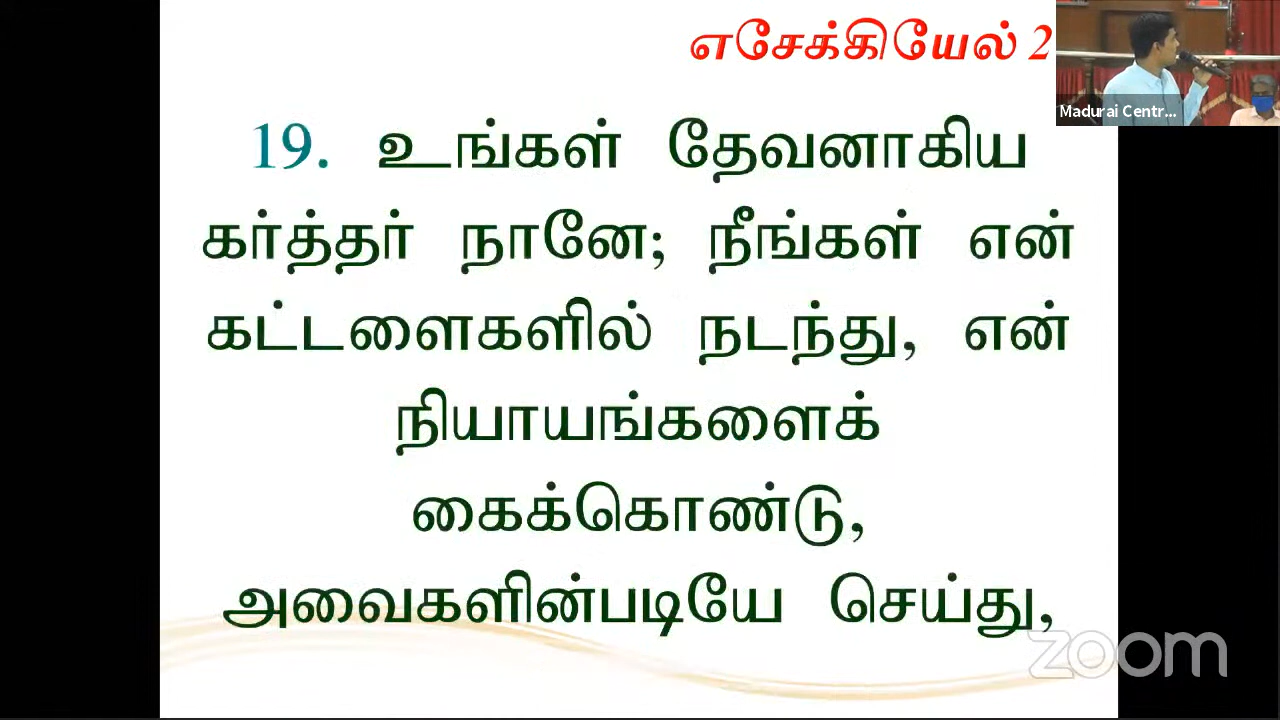 எசேக்கியேல் 2
Madurai Centr...
19. உங்கள் தேவனாகிய
கர்த்தர் நானே; நீங்கள் என்
கட்டளைகளில் நடந்து, என்
நியாயங்களைக்
கைக்கொண்டு,
அவைகளின்படியே செய்து,
zoom